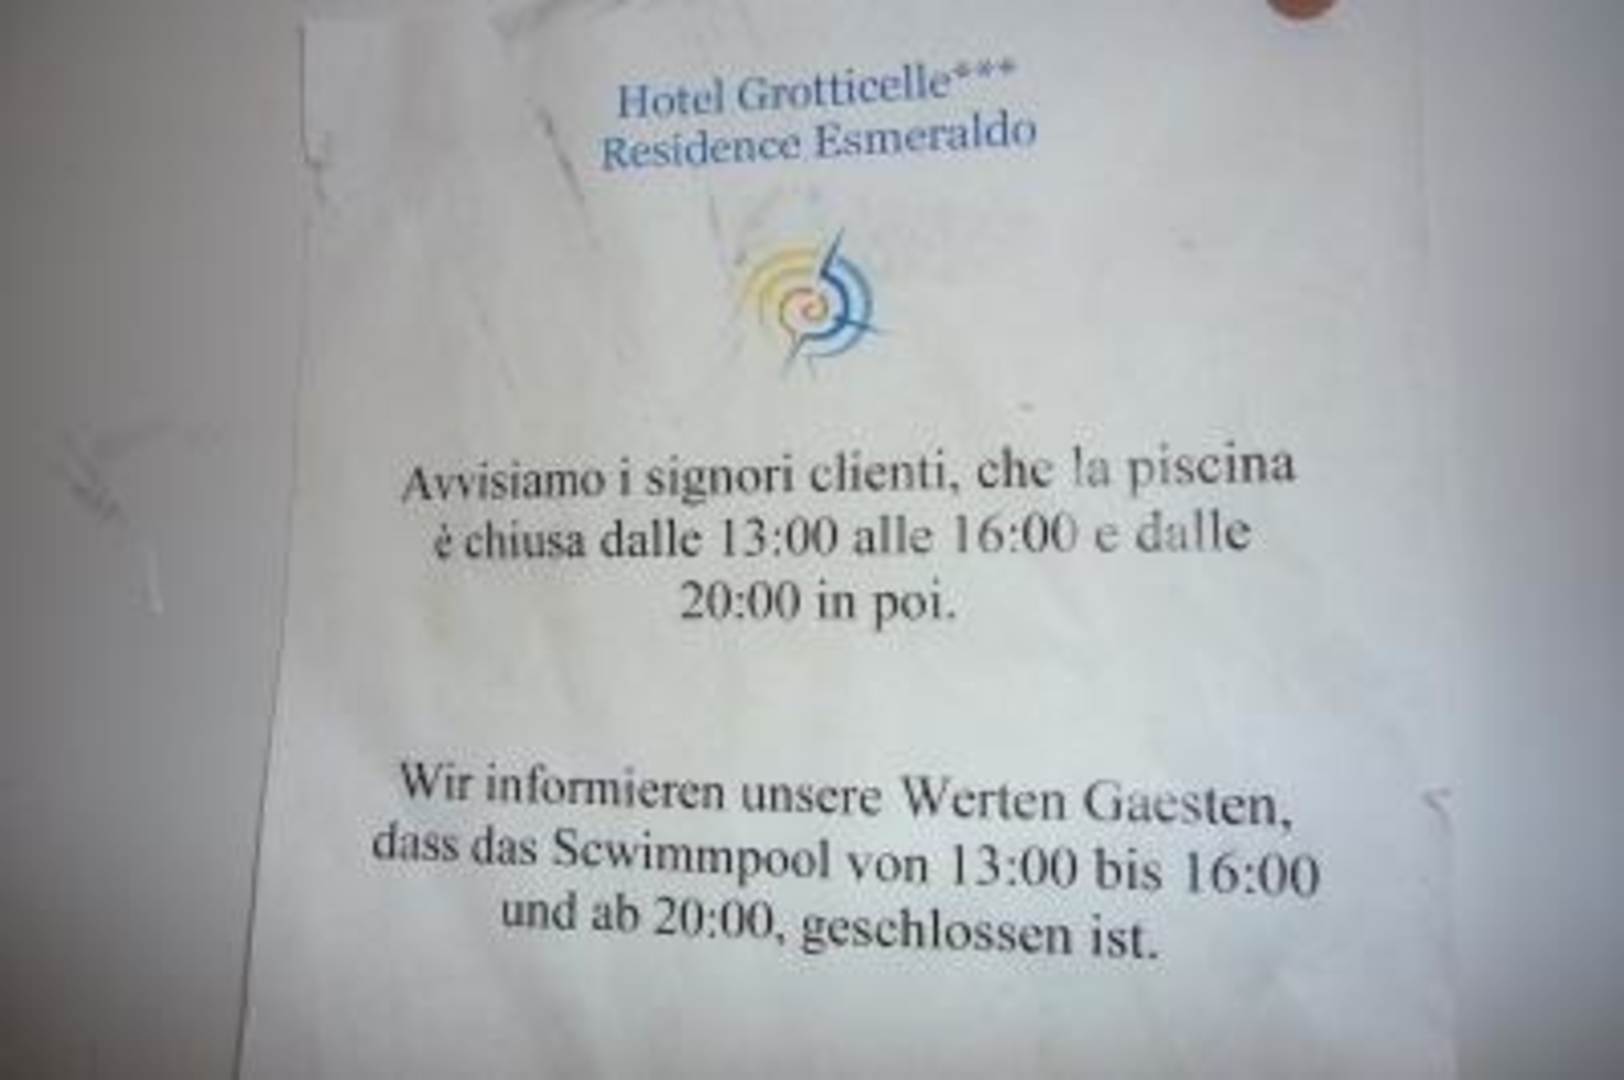 Hotel Grotticelle***
Residence Esmeraldo
Avvisiamo i signori clienti, che la piscina
è chiusa dalle 13:00 alle 16:00 e dalle
20:00 in poi.
Wir informieren unsere Werten Gaesten,
dass das Scwimmpool von 13:00 bis 16:00
und ab 20:00, geschlossen ist.